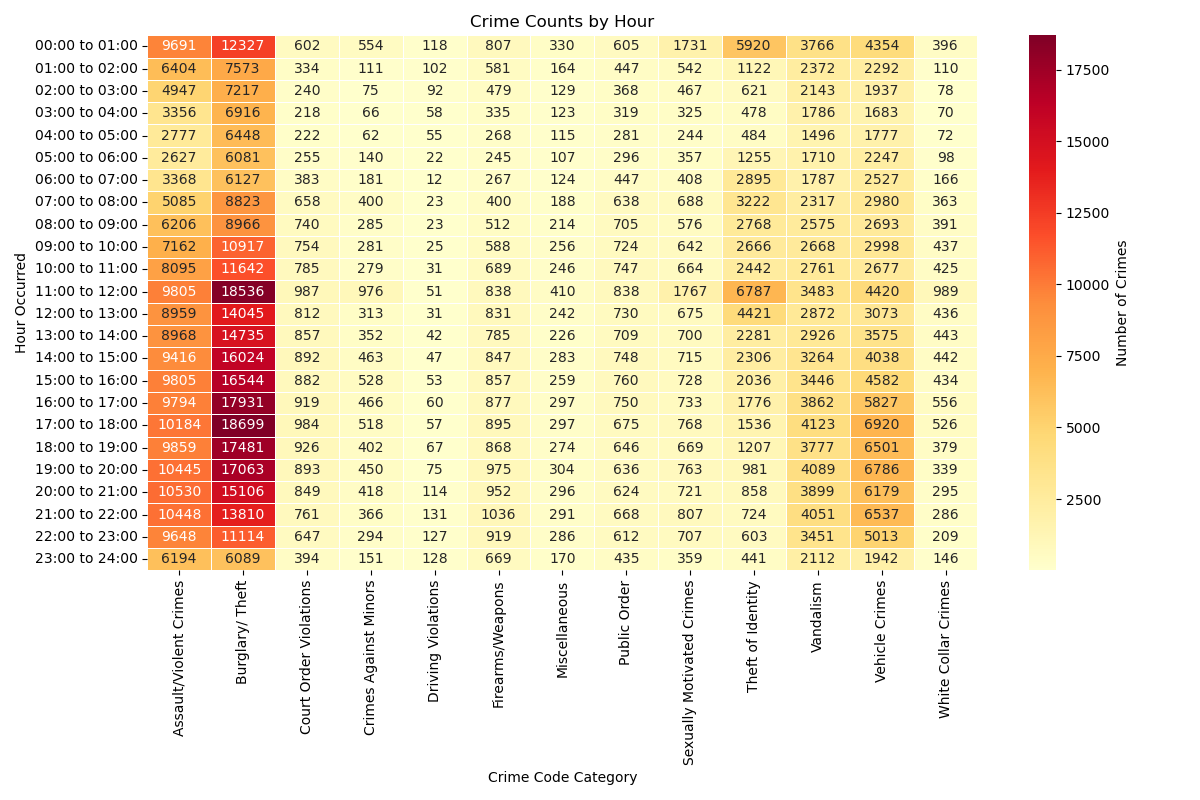 Crime Counts by Hour
00:00 to 01:00 9691 12327 602 554 118 807 330 605 1731 5920 3766 4354 396
01:00 to 02:00 6404 7573 334 111 102 581 164 447 542 1122 2372 2292 110
02:00 to 03:00 4947 7217 240 75 92 479 129 368 467 621 2143 1937 78
03:00 to 04:00 3356 6916 218 66 58 335 123 319 325 478 1786 1683 70
04:00 to 05:00 2777 6448 222 62 55 268 115 281 244 484 1496 1777 72
05:00 to 06:00 2627 6081 255 140 22 245 107 296 357 1255 1710 2247 98
06:00 to 07:00 3368 6127 383 181 12 267 124 447 408 2895 1787 2527 166
07:00 to 08:00 5085 8823 658 400 23 400 188 638 688 3222 2317 2980 363
08:00 to 09:00 6206 8966 740 285 23 512 214 705 576 2768 2575 2693 391
09:00 to 10:00 7162 10917 754 281 25 588 256 724 642 2666 2668 2998 437
10:00 to 11:00 8095 11642 785 279 31 689 246 747 664 2442 2761 2677 425
11:00 to 12:00 9805 18536 987 976 51 838 410 838 1767 6787 3483 4420 989
12:00 to 13:00 8959 14045 812 313 31 831 242 730 675 4421 2872 3073 436
13:00 to 14:00 8968 14735 857 352 42 785 226 709 700 2281 2926 3575 443
14:00 to 15:00 9416 16024 892 463 47 847 283 748 715 2306 3264 4038 442
15:00 to 16:00 9805 16544 882 528 53 857 259 760 728 2036 3446 4582 434
16:00 to 17:00 9794 17931 919 466 60 877 297 750 733 1776 3862 5827 556
17:00 to 18:00 10184 18699 984 518 57 895 297 675 768 1536 4123 6920 526
18:00 to 19:00 9859 17481 926 402 67 868 274 646 669 1207 3777 6501 379
19:00 to 20:00 10445 17063 893 450 75 975 304 636 763 981 4089 6786 339
20:00 to 21:00 10530 15106 849 418 114 952 296 624 721 858 3899 6179 295
21:00 to 22:00 10448 13810 761 366 131 1036 291 668 807 724 4051 6537 286
22:00 to 23:00 9648 11114 647 294 127 919 286 612 707 603 3451 5013 209
23:00 to 24:00 6194 6089 394 151 128 669 170 435 359 441 2112 1942 146
Hour Occurred
Assault/Violent Crimes
Burglary/ Theft
Court Order Violations
Crimes Against Minors
Driving Violations
Firearms/Weapons
Miscellaneous
Public Order
Sexually Motivated Crimes
Theft of Identity
Vandalism
Vehicle Crimes
White Collar Crimes
Crime Code Category
17500
15000
12500
10000
7500
5000
2500
Number of Crimes